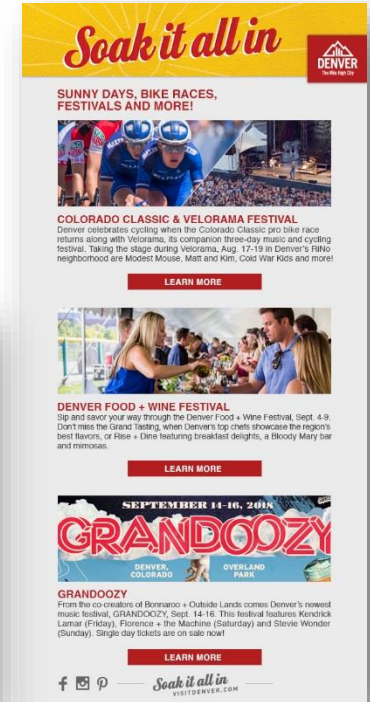 Soak it all in
DENVER
The Mile High City
SUNNY DAYS, BIKE RACES,
FESTIVALS AND MORE!
COLORADO CLASSIC & VELORAMA FESTIVAL
Denver celebrates cycling when the Colorado Classic pro bike race
returns along with Velorama, its companion three-day music and cycling
festival. Taking the stage during Velorama, Aug. 17-19 in Denver's RiNo
neighborhood are Modest Mouse, Matt and Kim, Cold War Kids and more!
LEARN MORE
DENVER FOOD + WINE FESTIVAL
Sip and savor your way through the Denver Food + Wine Festival, Sept. 4-9.
Don't miss the Grand Tasting, when Denver's top chefs showcase the region's
best flavors, or Rise + Dine featuring breakfast delights, a Bloody Mary bar
and mimosas.
LEARN MORE
SEPTEMBER 14-16, 2018
GRANDOOZY
DENVER, OVERLAND
COLORADO PARK
GRANDOOZY
From the co-creators of Bonnaroo + Outside Lands comes Denver's newest
music festival, GRANDOOZY, Sept. 14-16. This festival features Kendrick
Lamar (Friday), Florence + the Machine (Saturday) and Stevie Wonder
(Sunday). Single day tickets are on sale now!
LEARN MORE
Soak it all in
VISITDENVER.COM